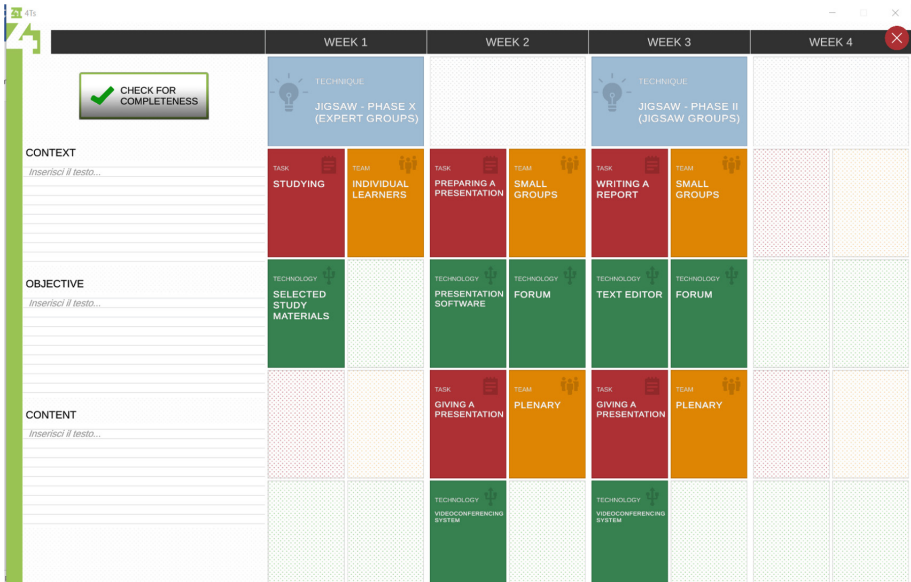 4Ts
WEEK 1
WEEK 2
WEEK 3
WEEK 4
CHECK FOR
COMPLETENESS
CONTEXT
Inserisci il testo...
OBJECTIVE
Inserisci il testo...
CONTENT
Inserisci il testo...
TECHNIQUE
JIGSAW - PHASE X
(EXPERT GROUPS)
TECHNIQUE
JIGSAW - PHASE II
(JIGSAW GROUPS)
TASK
STUDYING
TEAM
INDIVIDUAL
LEARNERS
TASK
PREPARING A
PRESENTATION
TEAM
SMALL
GROUPS
TASK
WRITING A
REPORT
TEAM
SMALL
GROUPS
TECHNOLOGY
SELECTED
STUDY
MATERIALS
TECHNOLOGY
PRESENTATION
SOFTWARE
TECHNOLOGY
FORUM
TECHNOLOGY
TEXT EDITOR
TECHNOLOGY
FORUM
TASK
GIVING A
PRESENTATION
TEAM
PLENARY
TASK
GIVING A
PRESENTATION
TEAM
PLENARY
TECHNOLOGY
VIDEOCONFERENCING
SYSTEM
TECHNOLOGY
VIDEOCONFERENCING
SYSTEM